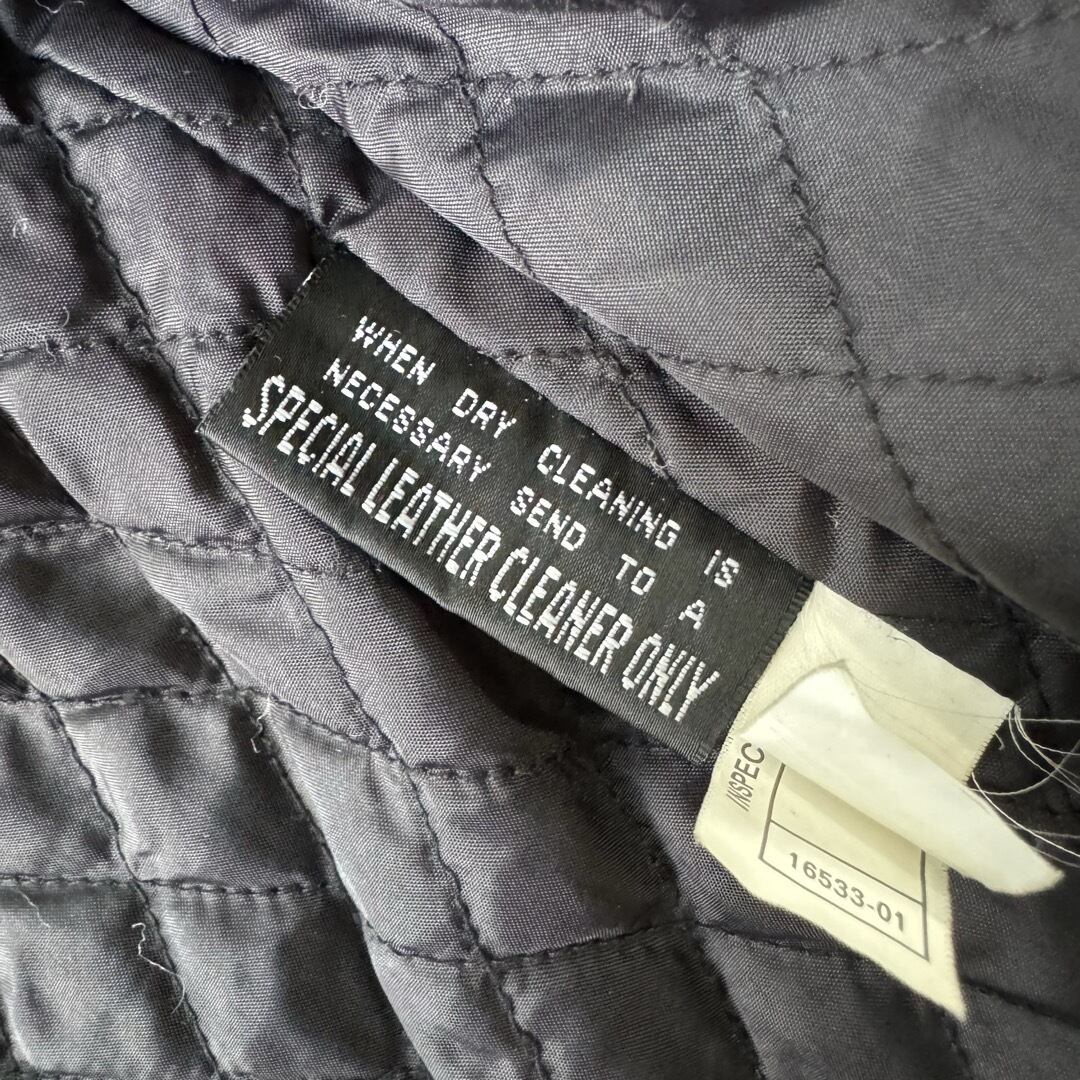 WHEN DRY CLEANING IS
NECESSARY SEND TO A
SPECIAL LEATHER CLEANER ONLY
INSPEC
16533-01